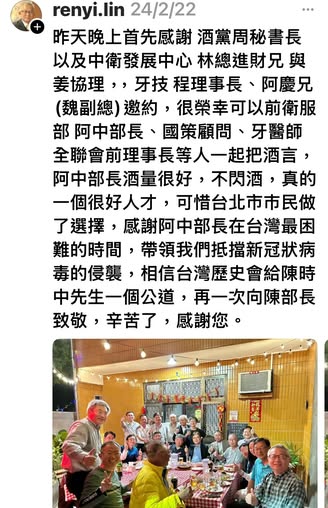 renyi.lin 24/2/22
昨天晚上首先感謝 酒黨周秘書長
以及中衛發展中心 林總進財兄 與
姜協理，，牙技 程理事長、阿慶兄
(魏副總) 邀約，很榮幸可以前衛服
部 阿中部長、國策顧問、牙醫師
全聯會前理事長等人一起把酒言，
阿中部長酒量很好，不閃酒，真的
一個很好人才，可惜台北市市民做
了選擇，感謝阿中部長在台灣最困
難的時間，帶領我們抵擋新冠狀病
毒的侵襲，相信台灣歷史會給陳時
中先生一個公道，再一次向陳部長
致敬，辛苦了，感謝您。